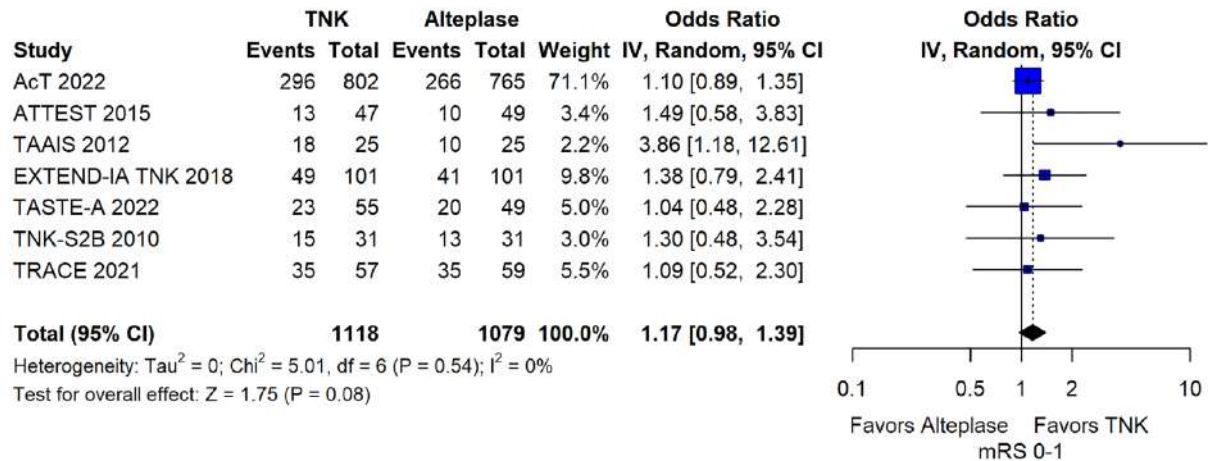 TNK Alteplase Odds Ratio Odds Ratio
Study Events Total Events Total Weight IV, Random, 95% CI IV, Random, 95% CI
AcT 2022 296 802 266 765 71.1% 1.10 [0.89, 1.35]
ATTEST 2015 13 47 10 49 3.4% 1.49 [0.58, 3.83]
TAAIS 2012 18 25 10 25 2.2% 3.86 [1.18, 12.61]
EXTEND-IA TNK 2018 49 101 41 101 9.8% 1.38 [0.79, 2.41]
TASTE-A 2022 23 55 20 49 5.0% 1.04 [0.48, 2.28]
TNK-S2B 2010 15 31 13 31 3.0% 1.30 [0.48, 3.54]
TRACE 2021 35 57 35 59 5.5% 1.09 [0.52, 2.30]
Total (95% CI) 1118 1079 100.0% 1.17 [0.98, 1.39]
Heterogeneity: Tau² = 0; Chi² = 5.01, df = 6 (P = 0.54); I² = 0%
Test for overall effect: Z = 1.75 (P = 0.08)
0.1 0.5 1 2 10
Favors Alteplase Favors TNK
mRS 0-1